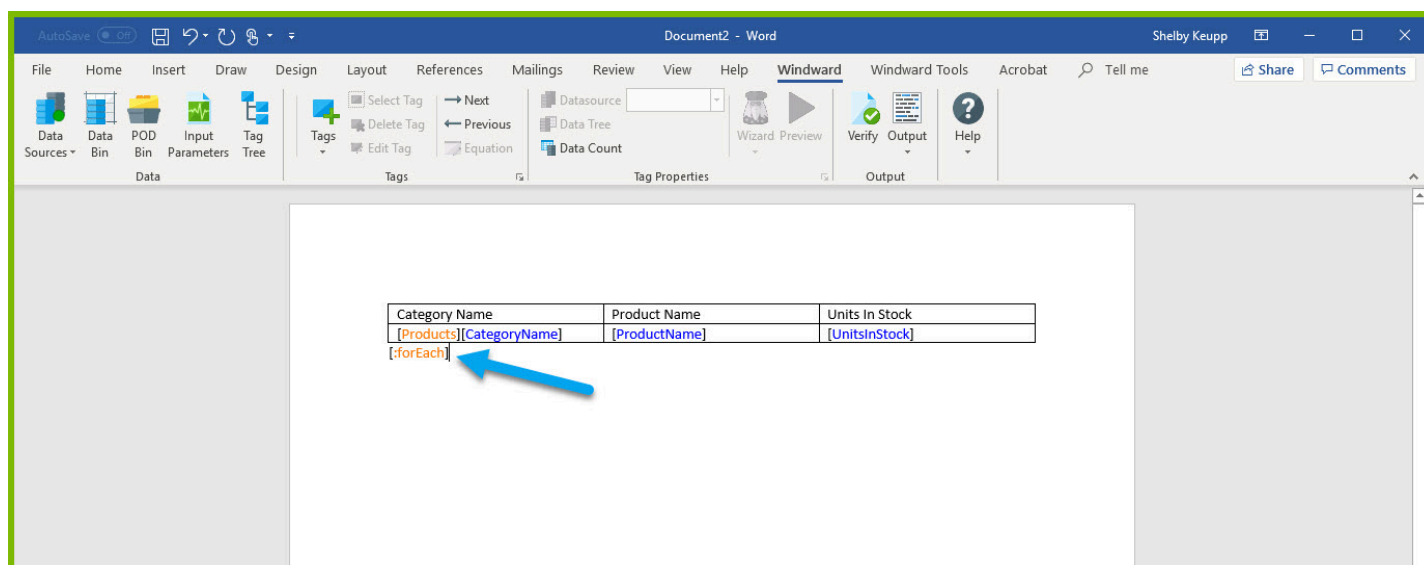 AutoSave Off Document2 - Word Shelby Keupp
File Home Insert Draw Design Layout References Mailings Review View Help Windward Windward Tools Acrobat Tell me Share Comments
Select Tag Next Datasource
Data Data POD Input Tag Tags Delete Tag Previous Data Tree Wizard Preview Verify Output Help
Sources Bin Bin Parameters Tree Edit Tag Equation Data Count
Data Tags Tag Properties Output
Category Name Product Name Units In Stock
[Products][CategoryName] [ProductName] [UnitsInStock]
[:forEach]